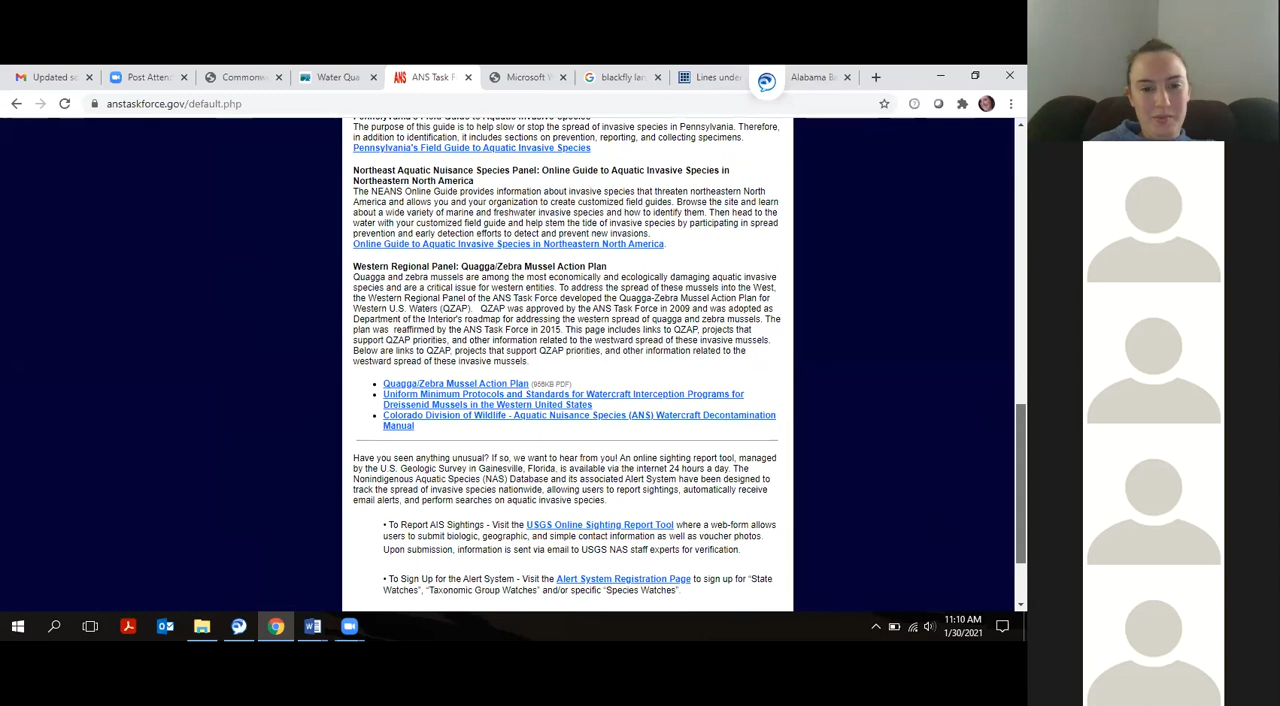 Updated so
Post Atten
Commonw
Water Qua
ANS Task F
Microsoft V
blackfly lar
Lines under
Alabama Be
anstaskforce.gov/default.php
Pennsylvania's Field Guide to Aquatic Invasive Species
The purpose of this guide is to help slow or stop the spread of invasive species in Pennsylvania. Therefore,
in addition to identification, it includes sections on prevention, reporting, and collecting specimens.
Pennsylvania's Field Guide to Aquatic Invasive Species
Northeast Aquatic Nuisance Species Panel: Online Guide to Aquatic Invasive Species in
Northeastern North America
The NEANS Online Guide provides information about invasive species that threaten northeastern North
America and allows you and your organization to create customized field guides. Browse the site and learn
about a wide variety of marine and freshwater invasive species and how to identify them. Then head to the
water with your customized field guide and help stem the tide of invasive species by participating in spread
prevention and early detection efforts to detect and prevent new invasions.
Online Guide to Aquatic Invasive Species in Northeastern North America.
Western Regional Panel: Quagga/Zebra Mussel Action Plan
Quagga and zebra mussels are among the most economically and ecologically damaging aquatic invasive
species and are a critical issue for western entities. To address the spread of these mussels into the West,
the Western Regional Panel of the ANS Task Force developed the Quagga-Zebra Mussel Action Plan for
Western U.S. Waters (QZAP). QZAP was approved by the ANS Task Force in 2009 and was adopted as
Department of the Interior's roadmap for addressing the western spread of quagga and zebra mussels. The
plan was reaffirmed by the ANS Task Force in 2015. This page includes links to QZAP, projects that
support QZAP priorities, and other information related to the westward spread of these invasive mussels.
Below are links to QZAP, projects that support QZAP priorities, and other information related to the
westward spread of these invasive mussels.
• Quagga/Zebra Mussel Action Plan (956KB PDF)
• Uniform Minimum Protocols and Standards for Watercraft Interception Programs for
Dreissenid Mussels in the Western United States
• Colorado Division of Wildlife - Aquatic Nuisance Species (ANS) Watercraft Decontamination
Manual
Have you seen anything unusual? If so, we want to hear from you! An online sighting report tool, managed
by the U.S. Geologic Survey in Gainesville, Florida, is available via the internet 24 hours a day. The
Nonindigenous Aquatic Species (NAS) Database and its associated Alert System have been designed to
track the spread of invasive species nationwide, allowing users to report sightings, automatically receive
email alerts, and perform searches on aquatic invasive species.
• To Report AIS Sightings - Visit the USGS Online Sighting Report Tool where a web-form allows
users to submit biologic, geographic, and simple contact information as well as voucher photos.
Upon submission, information is sent via email to USGS NAS staff experts for verification.
• To Sign Up for the Alert System - Visit the Alert System Registration Page to sign up for "State
Watches", "Taxonomic Group Watches" and/or specific "Species Watches".
11:10 AM
1/30/2021